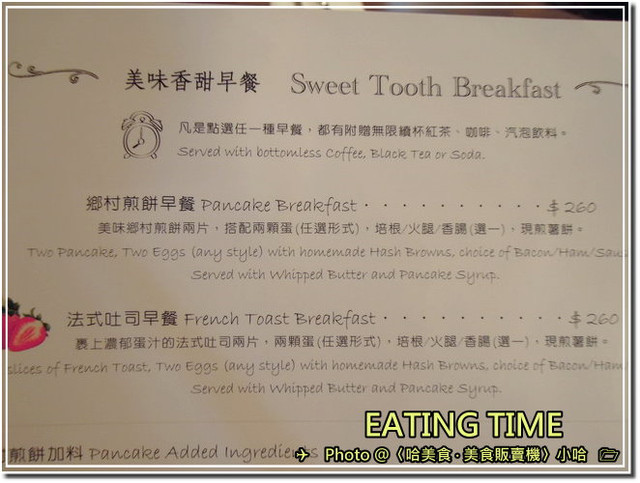 美味香甜早餐 Sweet Tooth Breakfast
凡是點選任一種早餐，都有附贈無限續杯紅茶、咖啡、汽泡飲料。
Served with bottomless Coffee, Black Tea or Soda.
鄉村煎餅早餐 Pancake Breakfast・・・・・・・・・・$ 260
美味鄉村煎餅兩片，搭配兩顆蛋(任選形式)，培根/火腿/香腸(選一)，現煎薯餅。
Two Pancake, Two Eggs (any style) with homemade Hash Browns, choice of Bacon/Ham/Sau
Served with Whipped Butter and Pancake Syrup.
法式吐司早餐 French Toast Breakfast・・・・・・・・・・$ 260
裹上濃郁蛋汁的法式吐司兩片，兩顆蛋(任選形式)，培根/火腿/香腸(選一)，現煎薯餅。
slices of French Toast, Two Eggs (any style) with homemade Hash Browns, choice of Bacon/Ham/
Served with Whipped Butter and Pancake Syrup.
煎餅加料 Pancake Added Ingredients
EATING TIME
Photo @〈哈美食・美食販賣機〉小哈